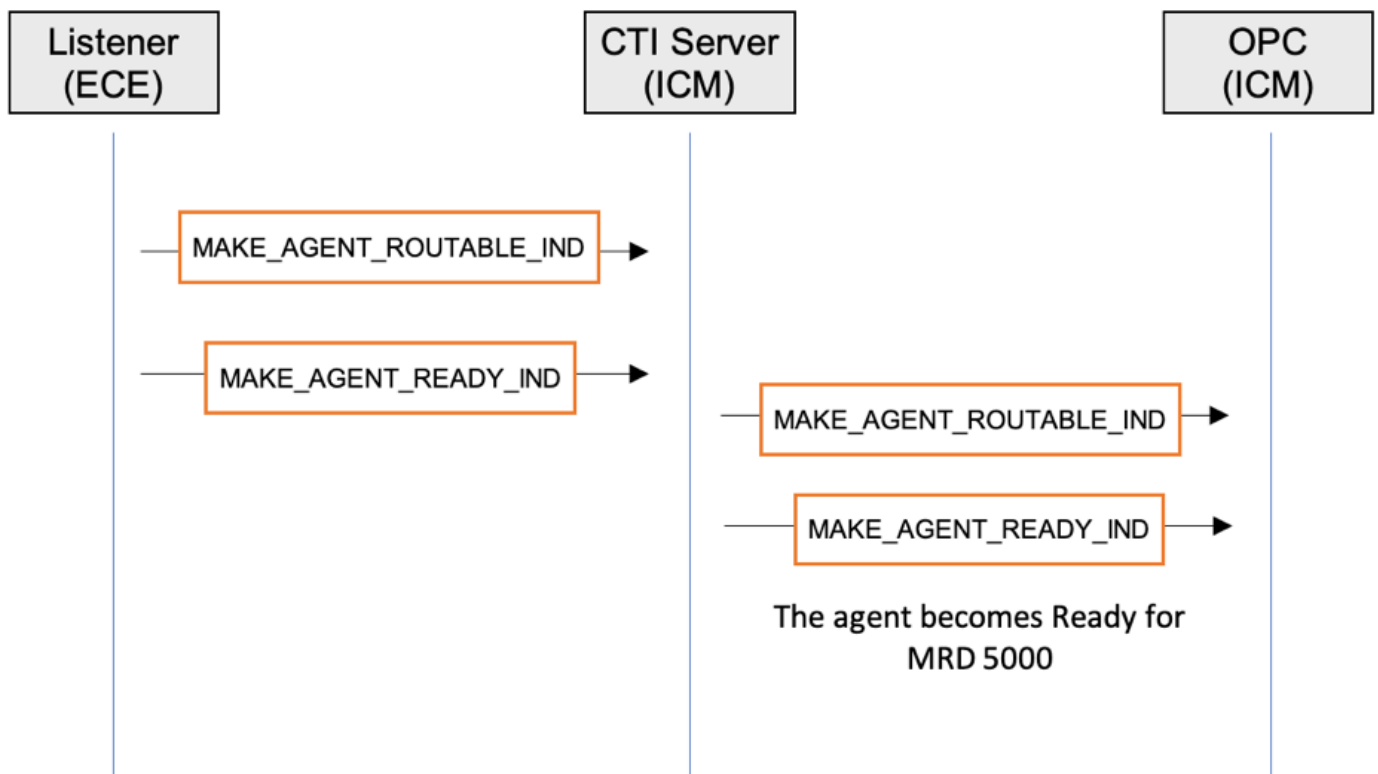 Listener
(ECE)
CTI Server
(ICM)
OPC
(ICM)
MAKE_AGENT_ROUTABLE_IND
MAKE_AGENT_READY_IND
MAKE_AGENT_ROUTABLE_IND
MAKE_AGENT_READY_IND
The agent becomes Ready for
MRD 5000